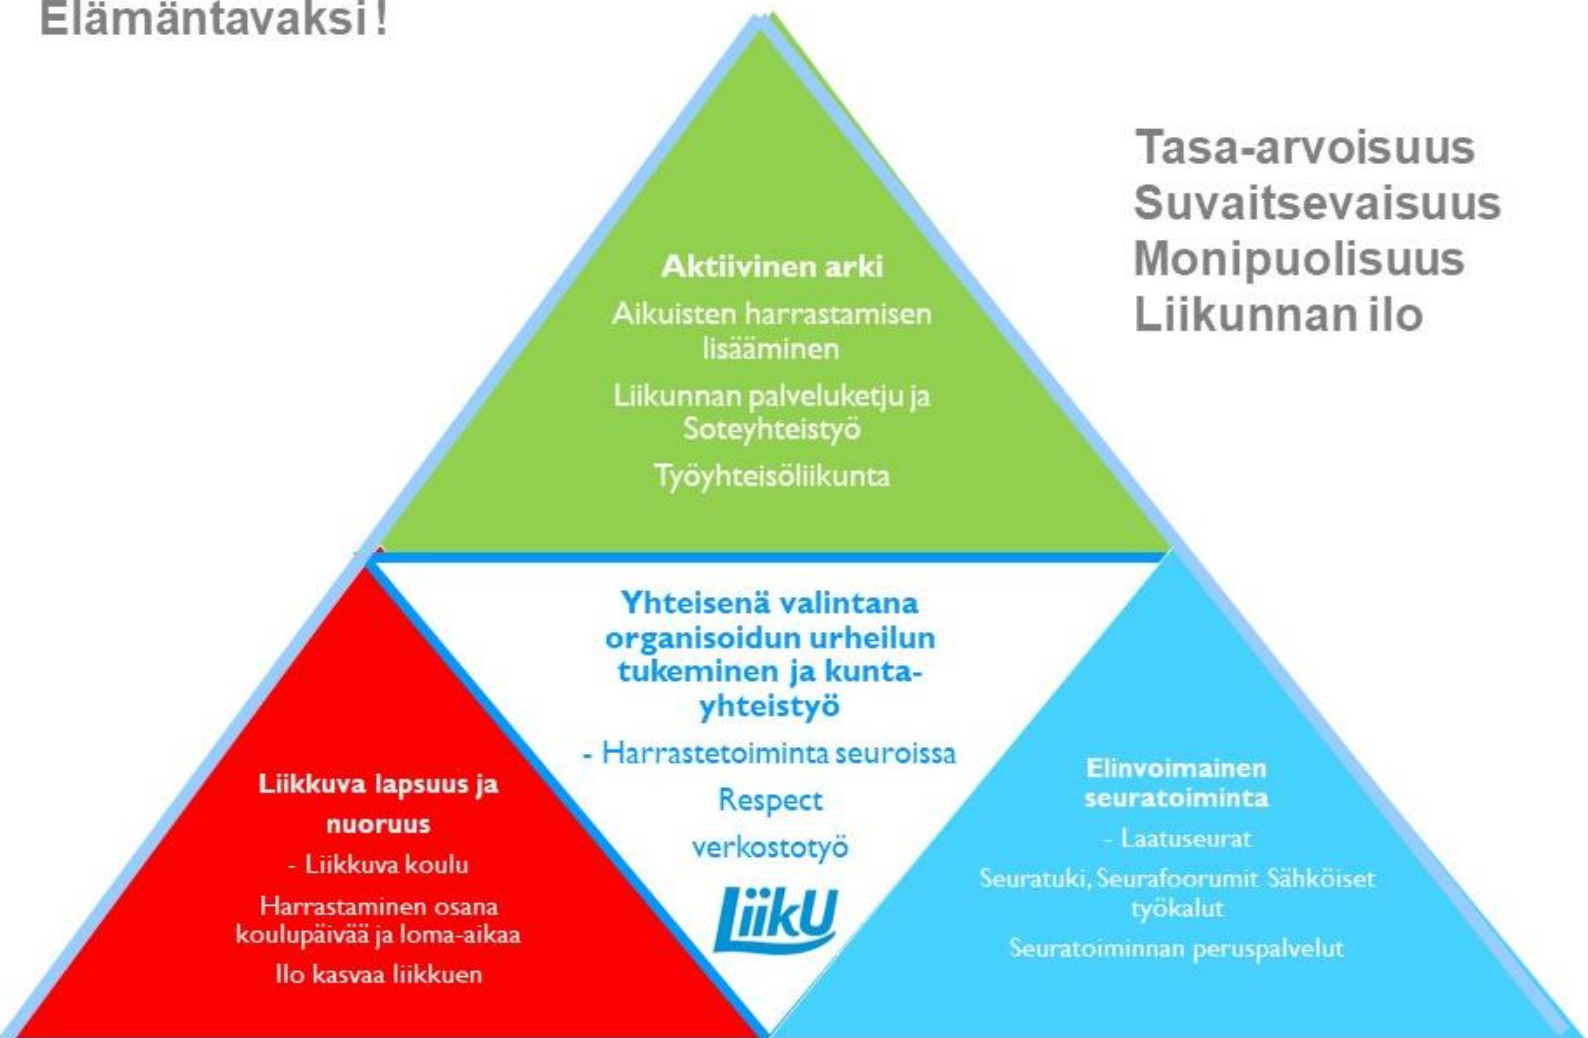 Elämäntavaksi!
Tasa-arvoisuus
Suvaitsevaisuus
Monipuolisuus
Liikunnan ilo
Aktiivinen arki
Aikuisten harrastamisen
lisääminen
Liikunnan palveluketju ja
Soteyhteistyö
Työyhteisöliikunta
Yhteisenä valintana
organisoidun urheilun
tukeminen ja kunta-
yhteistyö
- Harrastetoiminta seuroissa
Respect
verkostotyö
LiikU
Liikkuva lapsuus ja
nuoruus
- Liikkuva koulu
Harrastaminen osana
koulupäivää ja loma-aikaa
Ilo kasvaa liikkuen
Elinvoimainen
seuratoiminta
- Laatuseurat
Seuratuki, Seurafoorumit Sähköiset
työkalut
Seuratoiminnan peruspalvelut